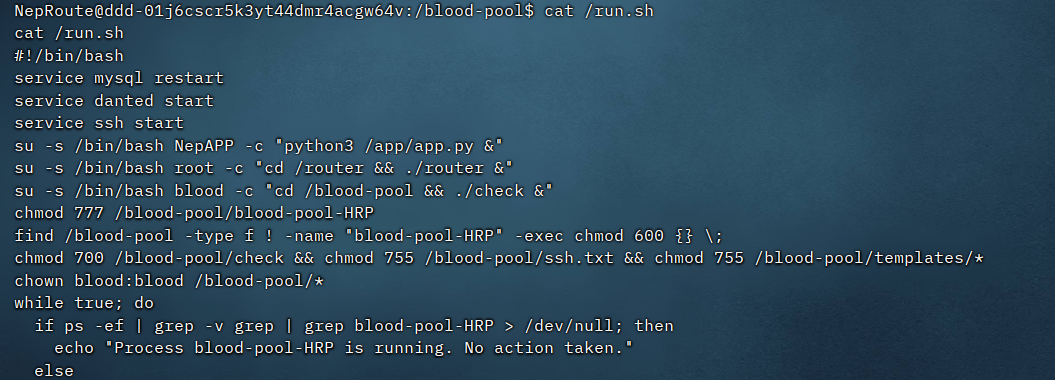 NepRoute@ddd-01j6cscr5k3yt44dmr4acgw64v:/blood-pool$ cat /run.sh
cat /run.sh
#!/bin/bash
service mysql restart
service danted start
service ssh start
su -s /bin/bash NepAPP -c "python3 /app/app.py &"
su -s /bin/bash root -c "cd /router && ./router &"
su -s /bin/bash blood -c "cd /blood-pool && ./check &"
chmod 777 /blood-pool/blood-pool-HRP
find /blood-pool -type f ! -name "blood-pool-HRP" -exec chmod 600 {} \;
chmod 700 /blood-pool/check && chmod 755 /blood-pool/ssh.txt && chmod 755 /blood-pool/templates/*
chown blood:blood /blood-pool/*
while true; do
  if ps -ef | grep -v grep | grep blood-pool-HRP > /dev/null; then
    echo "Process blood-pool-HRP is running. No action taken."
  else